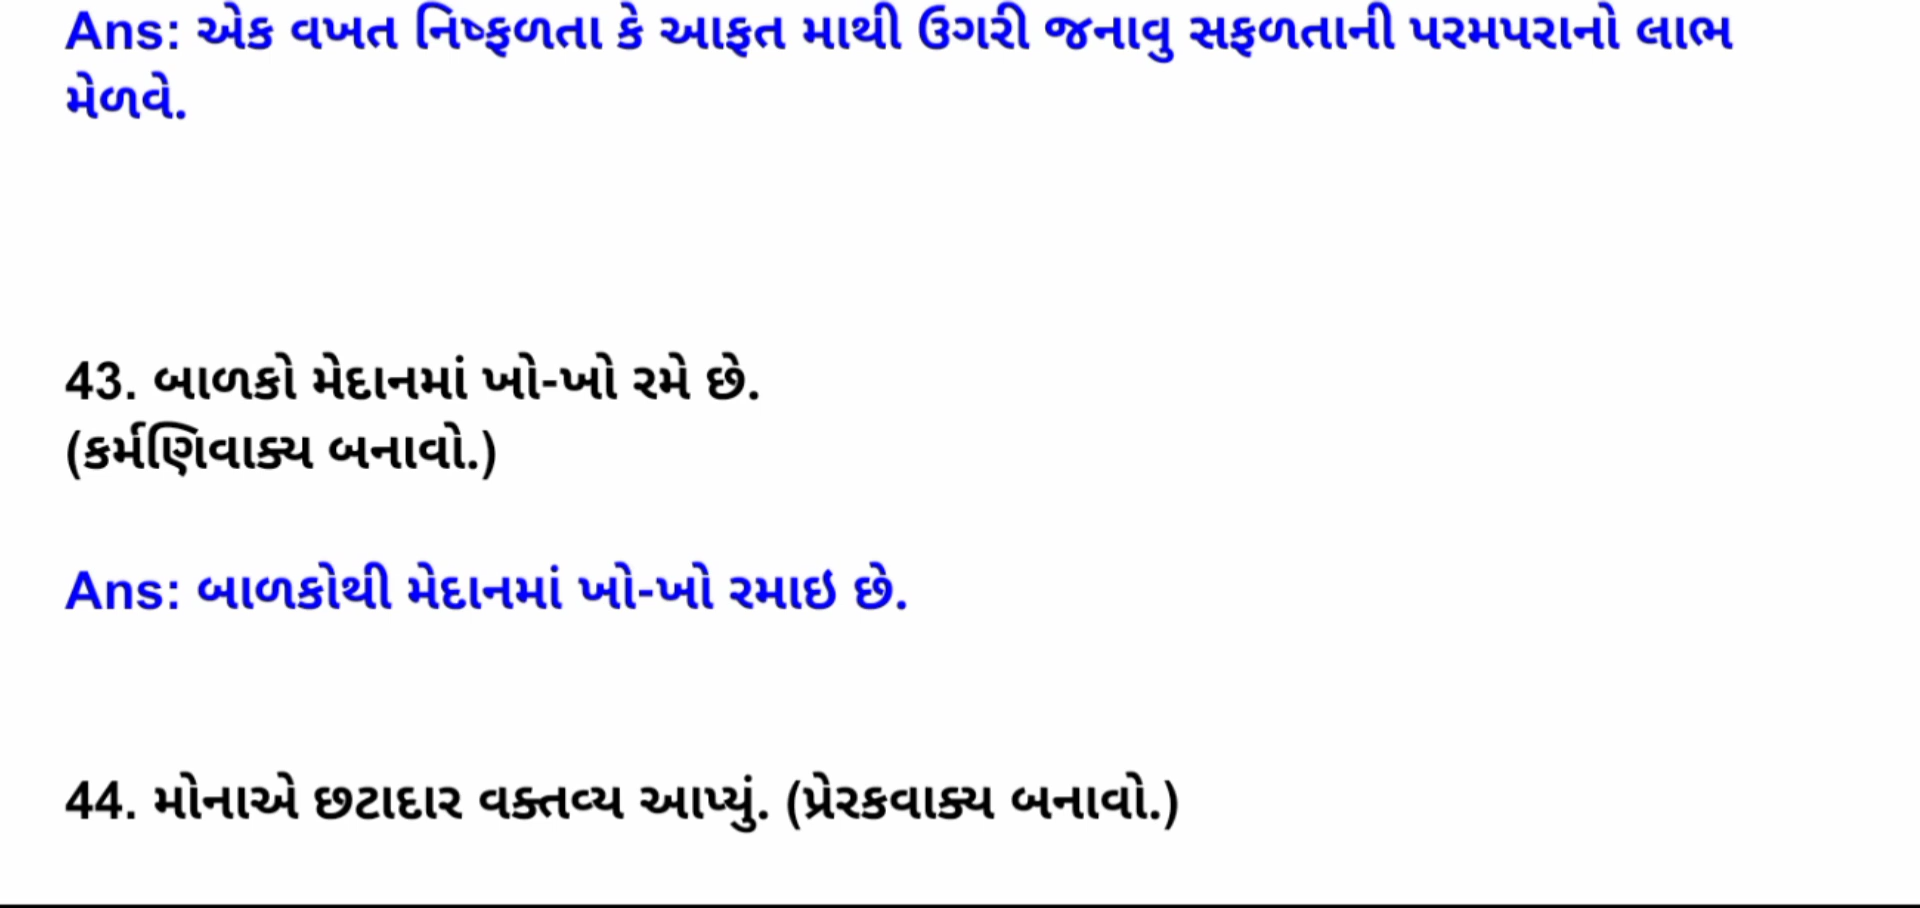 Ans: એક વખત નિષ્ફળતા કે આફત માથી ઉગરી જનાવુ સફળતાની પરમપરાનો લાભ
મેળવે.
43. બાળકો મેદાનમાં ખો-ખો રમે છે.
(કર્મણિવાક્ય બનાવો.)
Ans: બાળકોથી મેદાનમાં ખો-ખો રમાઇ છે.
44. મોનાએ છટાદાર વક્તવ્ય આપ્યું. (પ્રેરકવાક્ય બનાવો.)